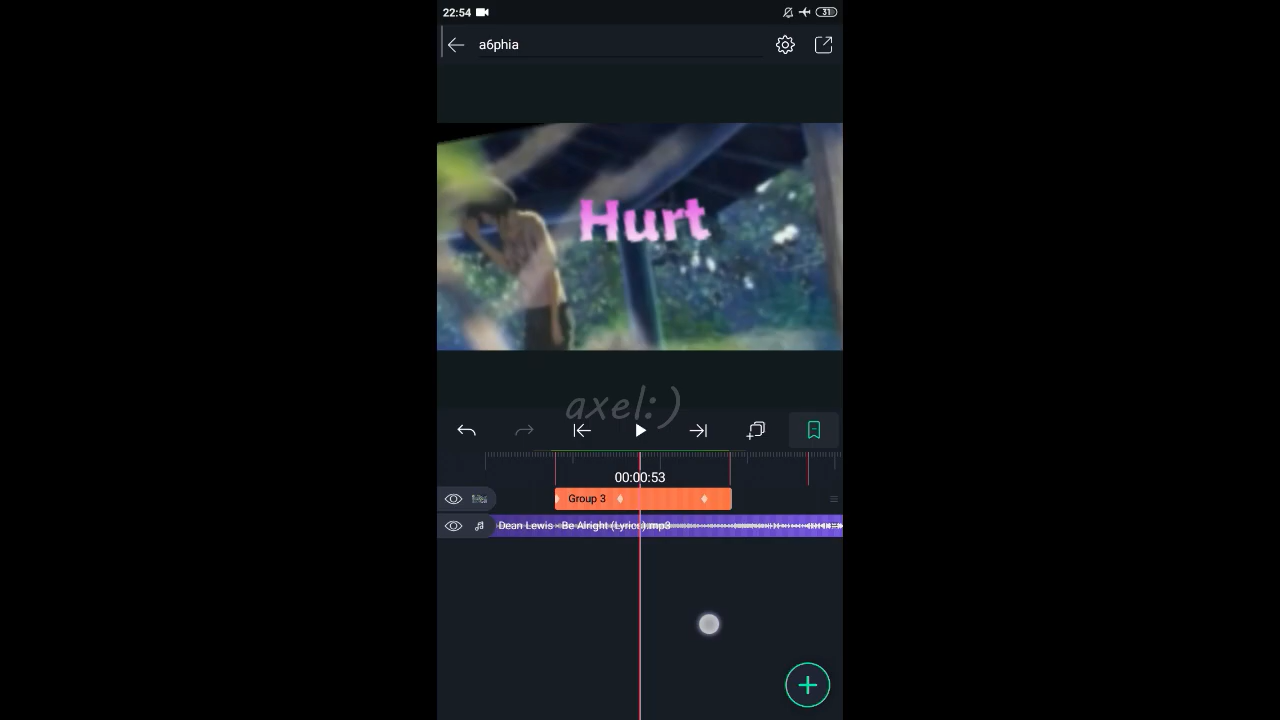 22:54
31
a6phia
Hurt
axel:)
00:00:53
Group 3
Dean Lewis - Be Alright (Lyrics).mp3